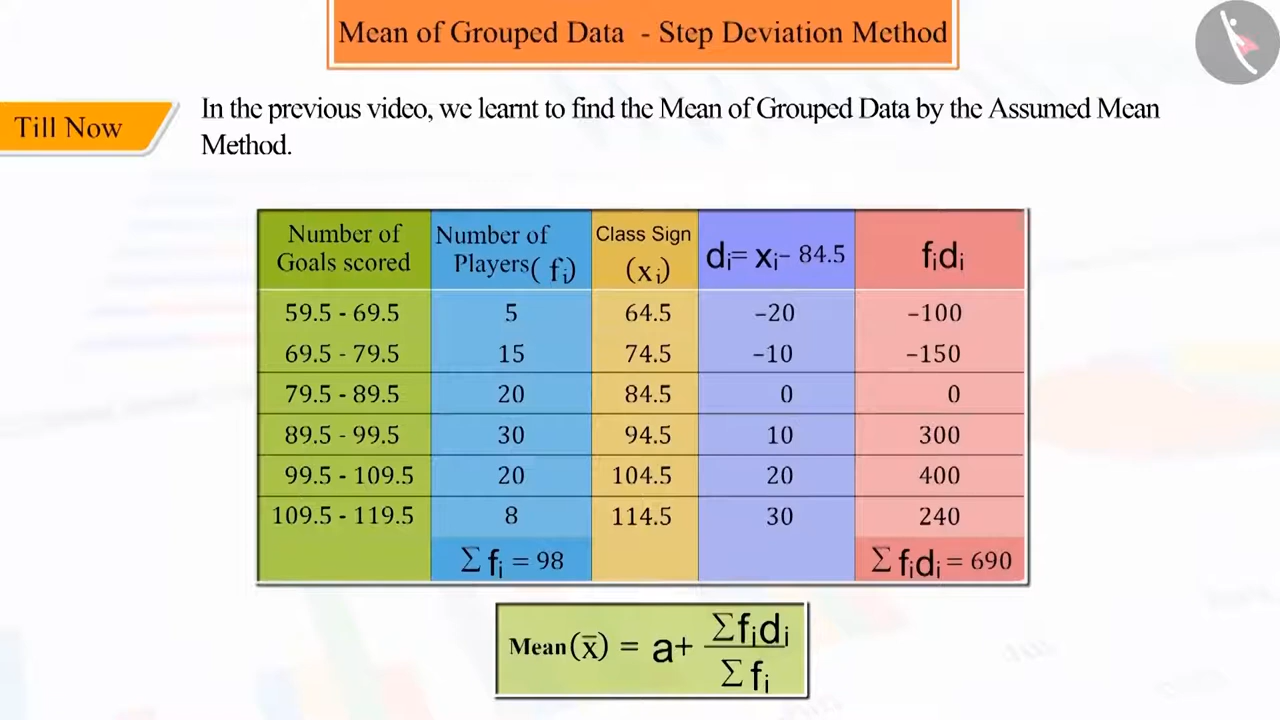 Mean of Grouped Data - Step Deviation Method
Till Now
In the previous video, we learnt to find the Mean of Grouped Data by the Assumed Mean
Method.
Number of Goals scored | Number of Players( fᵢ) | Class Sign (xᵢ) | dᵢ= xᵢ- 84.5 | fᵢdᵢ
59.5 - 69.5 | 5 | 64.5 | -20 | -100
69.5 - 79.5 | 15 | 74.5 | -10 | -150
79.5 - 89.5 | 20 | 84.5 | 0 | 0
89.5 - 99.5 | 30 | 94.5 | 10 | 300
99.5 - 109.5 | 20 | 104.5 | 20 | 400
109.5 - 119.5 | 8 | 114.5 | 30 | 240
∑ fᵢ = 98 | ∑ fᵢdᵢ = 690
Mean(x̅) = a+ ∑fᵢdᵢ / ∑ fᵢ